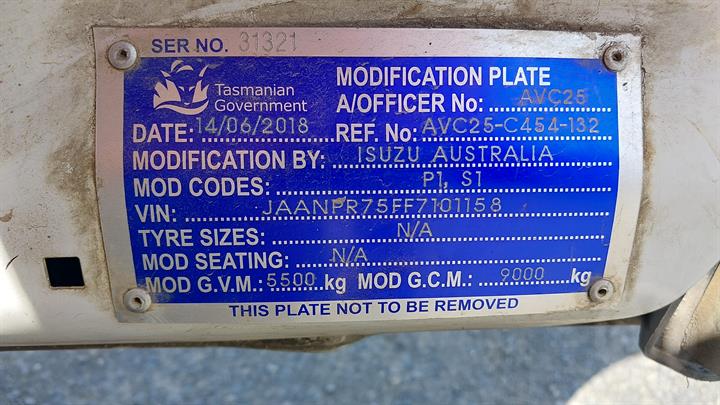 SER NO. 31321
Tasmanian
Government
MODIFICATION PLATE
A/OFFICER No: AVC25
DATE: 14/06/2018 REF. No: AVC25-C454-132
MODIFICATION BY: ISUZU AUSTRALIA
MOD CODES: P1, S1
VIN: JAANPR75FF7101158
TYRE SIZES: N/A
MOD SEATING: N/A
MOD G.V.M.: 5500 kg MOD G.C.M.: 9000 kg
THIS PLATE NOT TO BE REMOVED